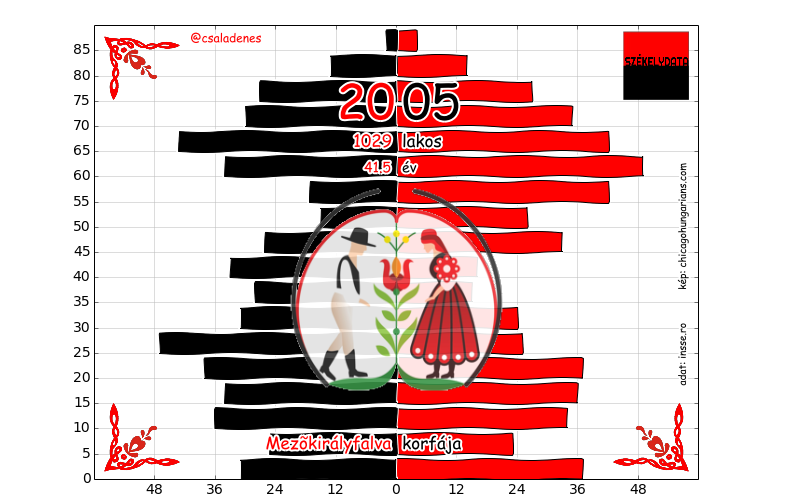 @csaladenes
SZÉKELYDATA
2005
1029 lakos
41.5 év
kép: chicagohungarians.com
adat: insse.ro
Mezõkirályfalva korfája
85
80
75
70
65
60
55
50
45
40
35
30
25
20
15
10
5
0
48 36 24 12 0 12 24 36 48